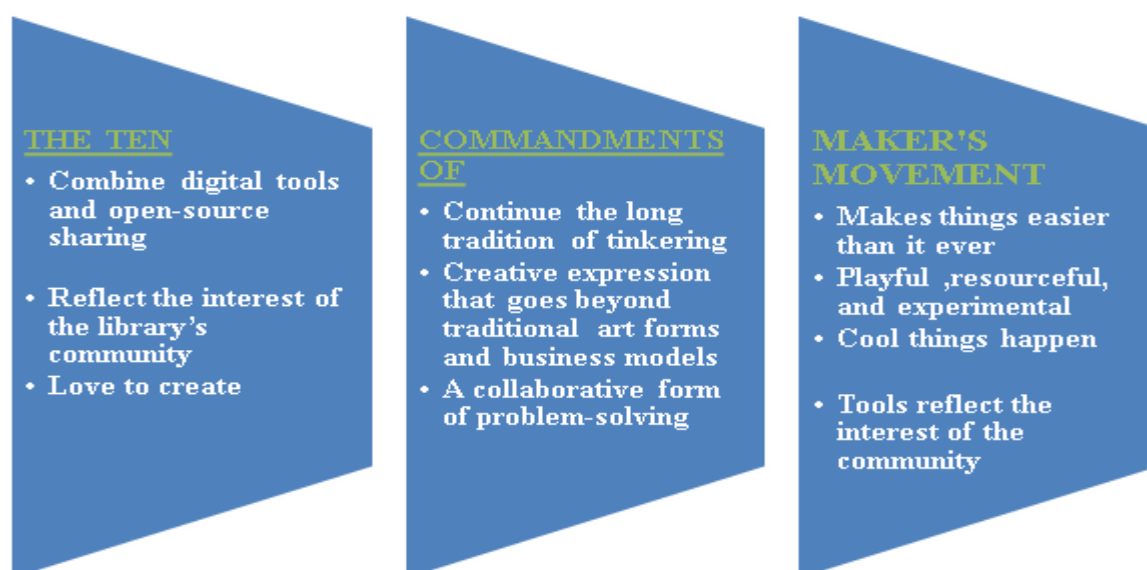 THE TEN
• Combine digital tools
and open-source
sharing
• Reflect the interest of
the library’s
community
• Love to create
COMMANDMENTS
OF
• Continue the long
tradition of tinkering
• Creative expression
that goes beyond
traditional art forms
and business models
• A collaborative form
of problem-solving
MAKER'S
MOVEMENT
• Makes things easier
than it ever
• Playful ,resourceful,
and experimental
• Cool things happen
• Tools reflect the
interest of the
community